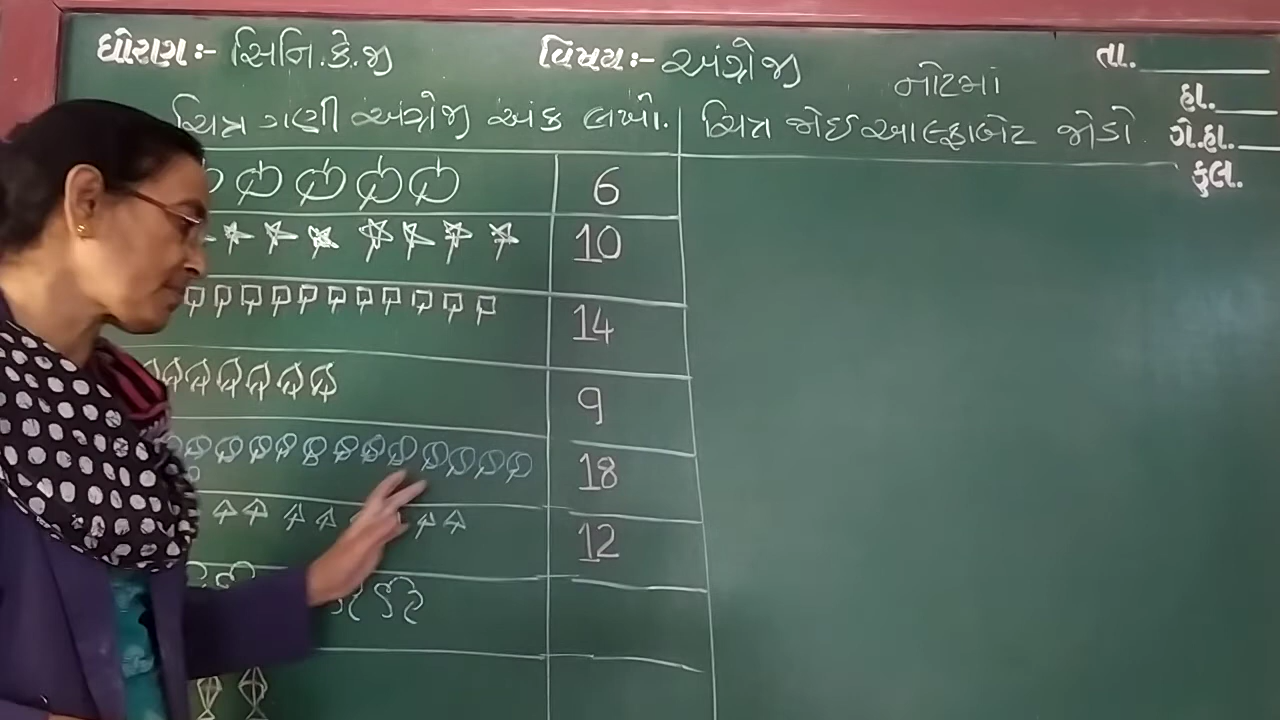 ધોરણ:- સિનિ.કે.જી વિષય:- અંગ્રેજી તા.
નોટમાં હા.
ચિત્ર ગણી અંગ્રેજી અંક લખો. ચિત્ર જોઈ આલ્ફાબેટ જોડો ગે.હા.
કુલ.
6
10
14
9
18
12